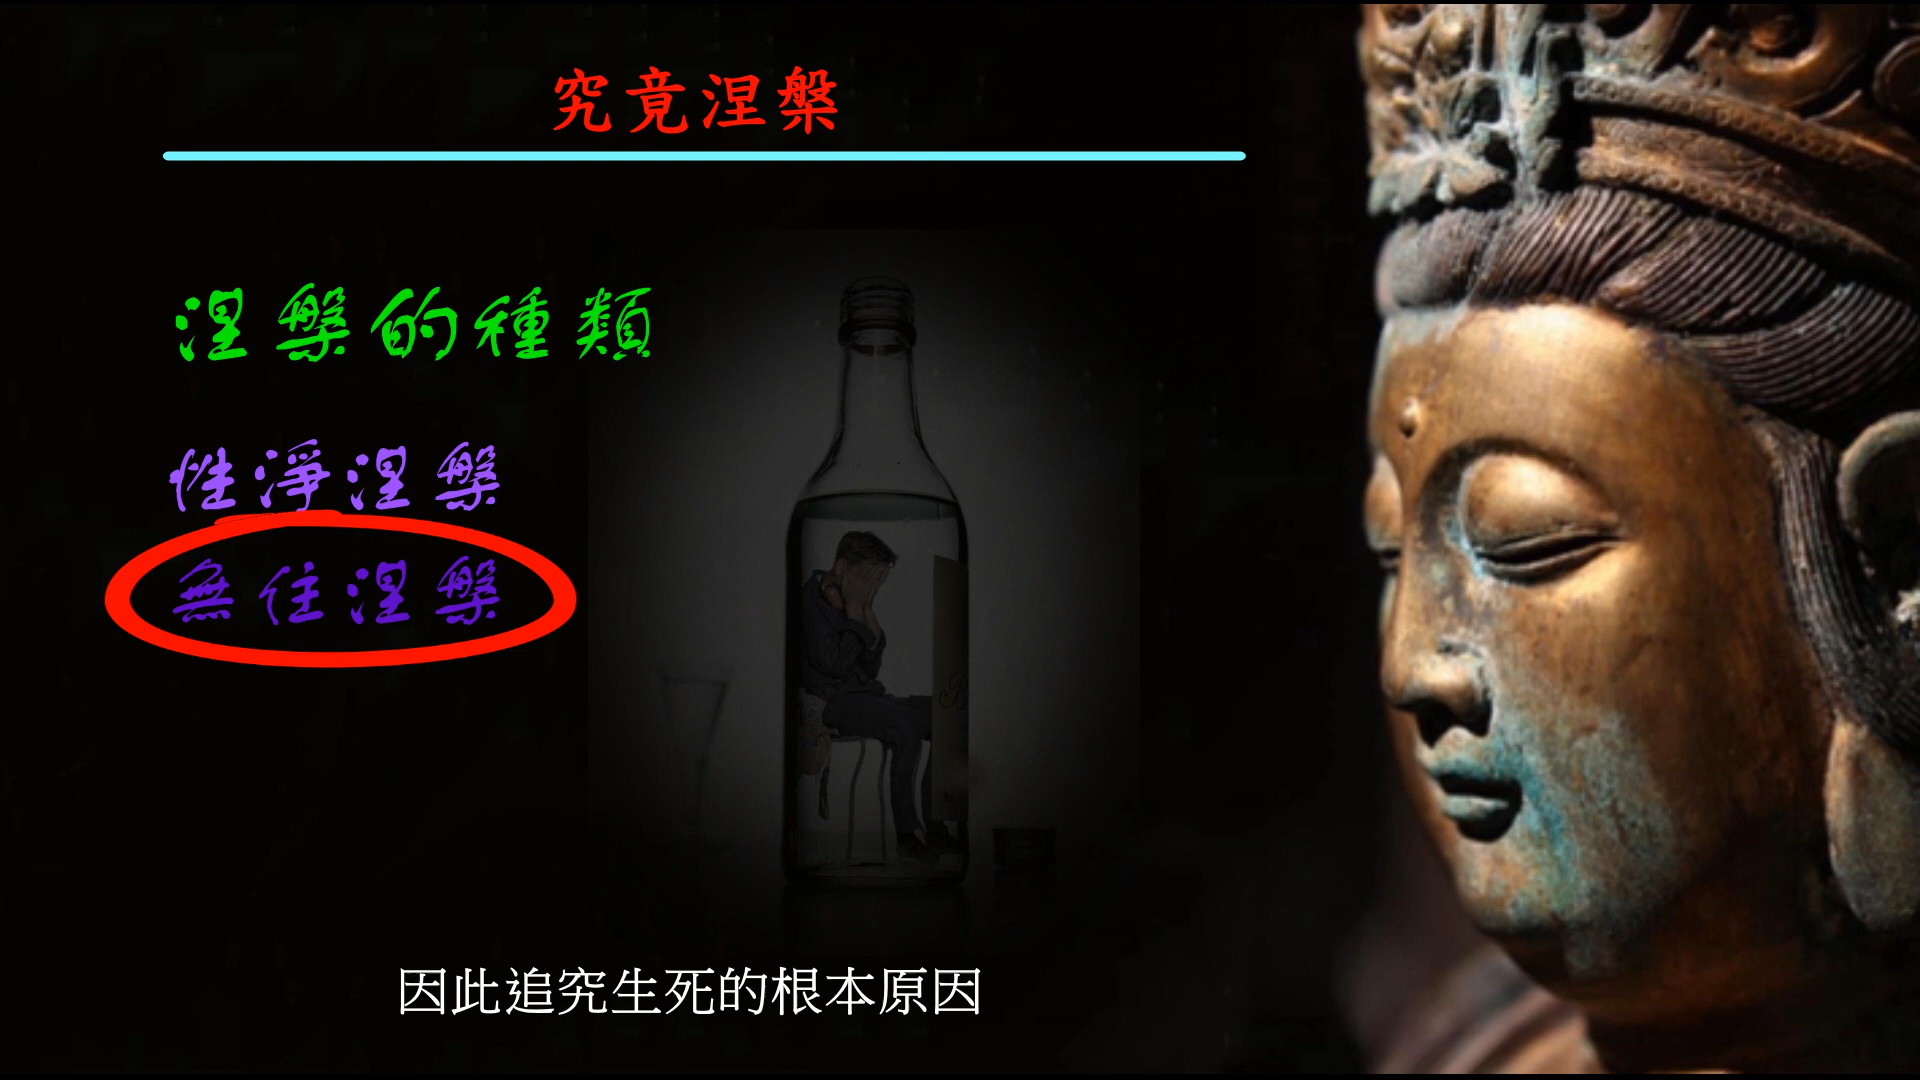 究竟涅槃
涅槃的種類
性淨涅槃
無住涅槃
因此追究生死的根本原因